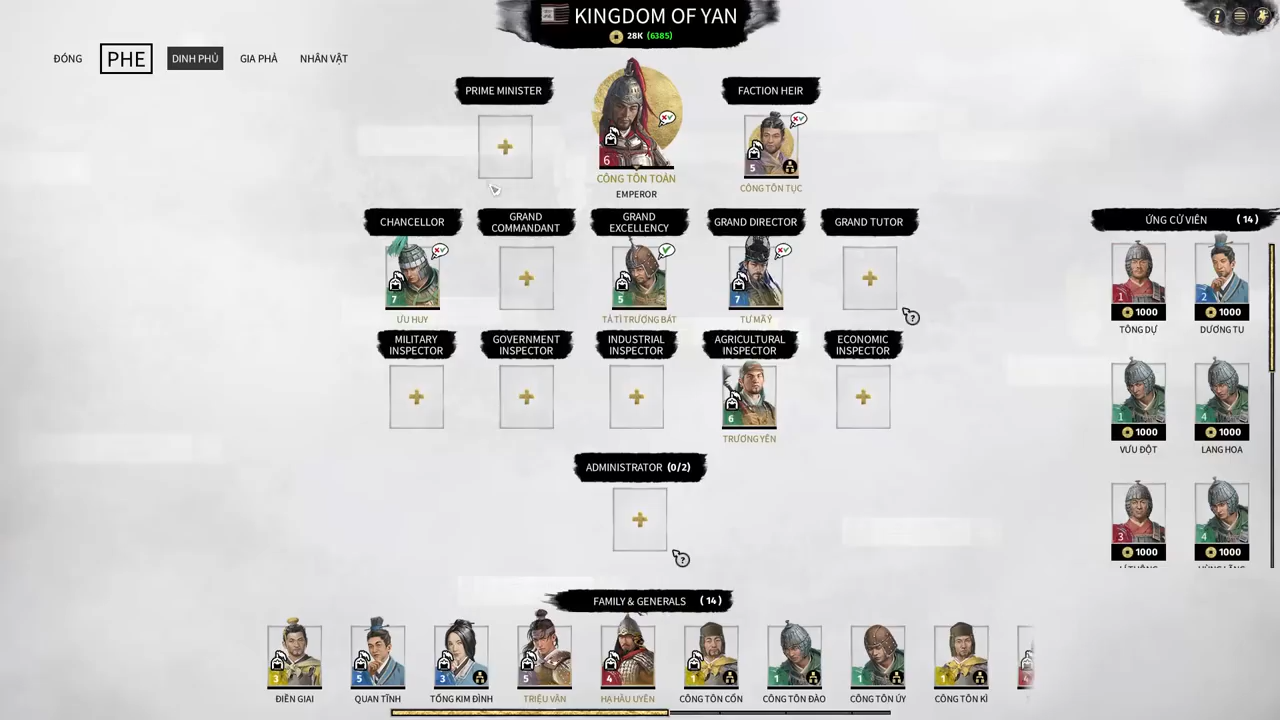 KINGDOM OF YAN
28K (6385)
ĐÓNG
PHE
DINH PHỦ
GIA PHẢ
NHÂN VẬT
PRIME MINISTER
FACTION HEIR
6
5
CÔNG TÔN TOẢN
EMPEROR
CÔNG TÔN TỤC
CHANCELLOR
GRAND
COMMANDANT
GRAND
EXCELLENCY
GRAND DIRECTOR
GRAND TUTOR
7
5
7
ƯU HUY
TẢ TÌ TRƯỢNG BÁT
TƯ MÃ Ý
MILITARY
INSPECTOR
GOVERNMENT
INSPECTOR
INDUSTRIAL
INSPECTOR
AGRICULTURAL
INSPECTOR
ECONOMIC
INSPECTOR
6
TRƯƠNG YÊN
ADMINISTRATOR (0/2)
ỨNG CỬ VIÊN (14)
1
2
1000
1000
TÔNG DỰ
DƯƠNG TU
1
4
1000
1000
VƯU ĐỘT
LANG HOA
3
4
1000
1000
FAMILY & GENERALS (14)
3
5
3
5
4
1
1
1
1
4
ĐIỀN GIAI
QUAN TĨNH
TỐNG KIM ĐÌNH
TRIỆU VÂN
HẠ HẦU UYÊN
CÔNG TÔN CỔN
CÔNG TÔN ĐÀO
CÔNG TÔN ÚY
CÔNG TÔN KÌ